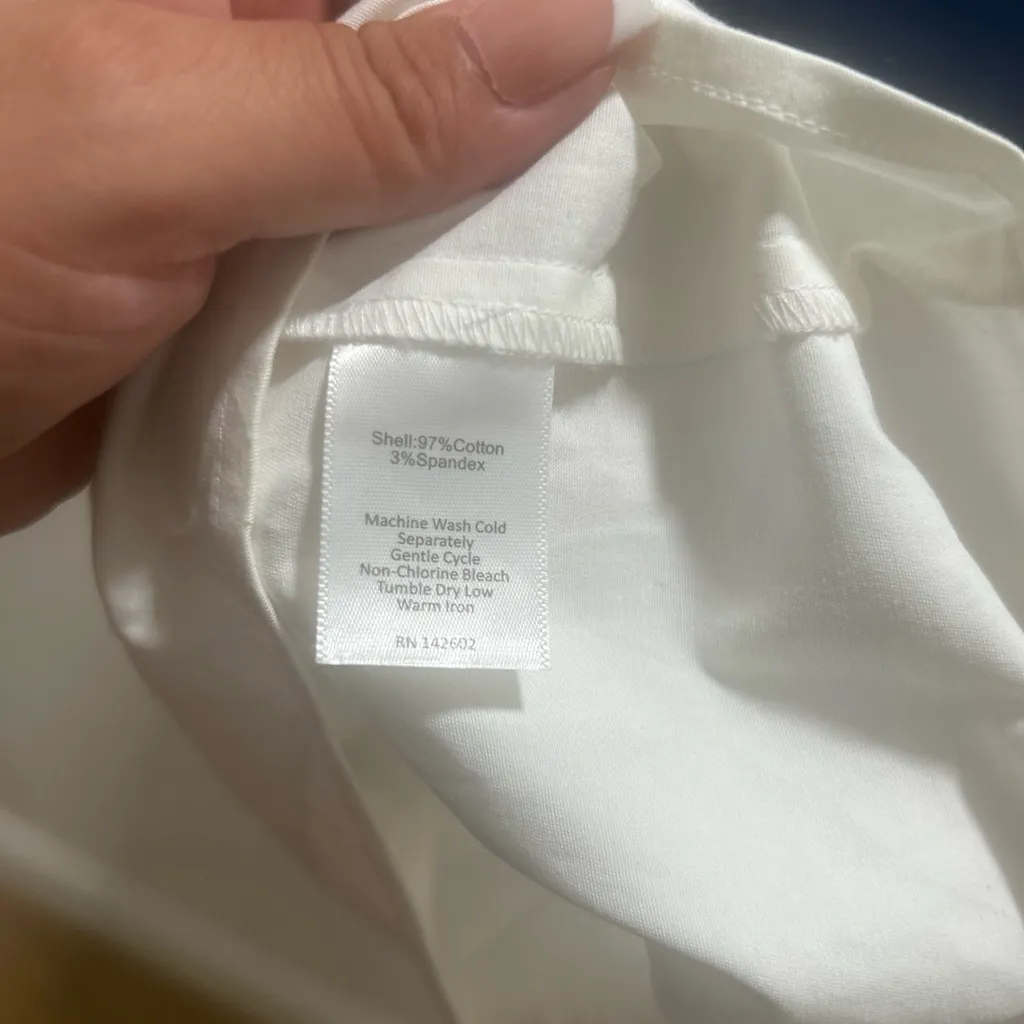 Shell:97%Cotton
3%Spandex
Machine Wash Cold
Separately
Gentle Cycle
Non-Chlorine Bleach
Tumble Dry Low
Warm Iron
RN 142602